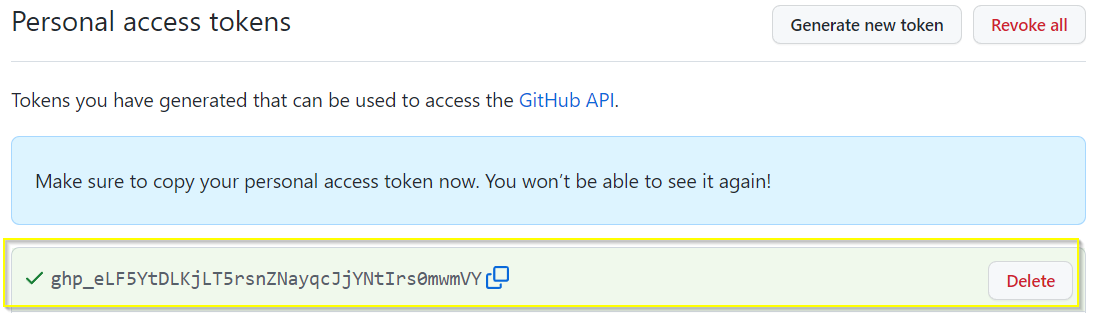 Personal access tokens
Generate new token
Revoke all
Tokens you have generated that can be used to access the GitHub API.
Make sure to copy your personal access token now. You won’t be able to see it again!
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
Delete